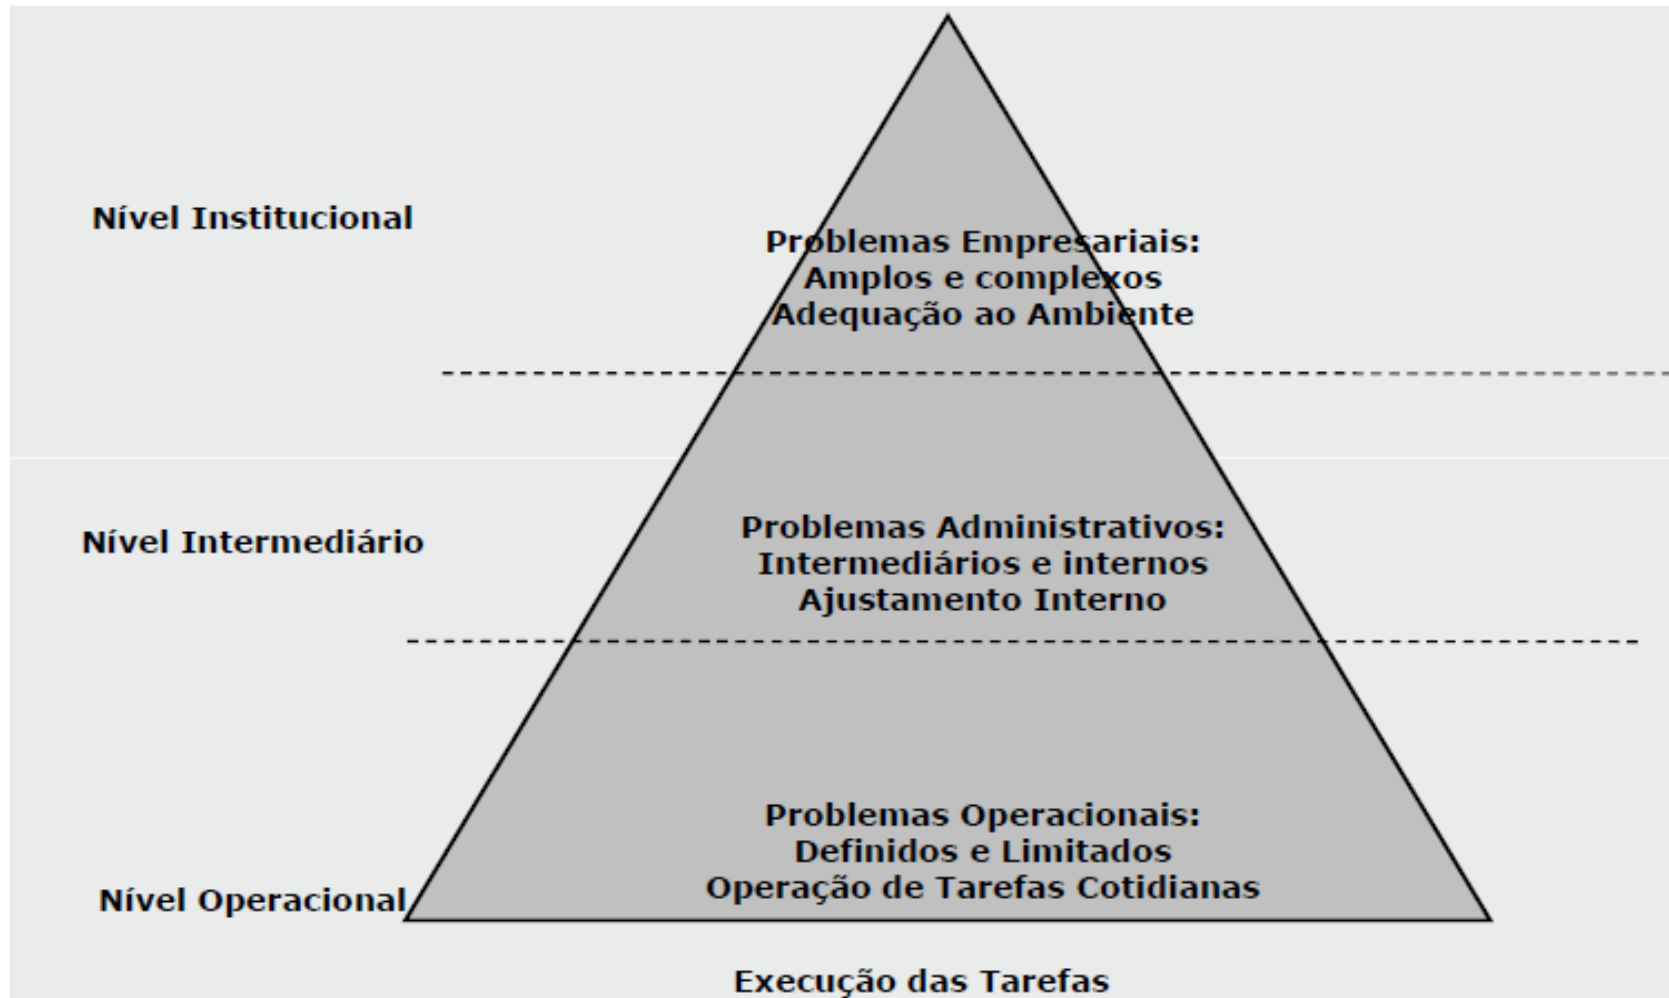 Nível Institucional
Problemas Empresariais:
Amplos e complexos
Adequação ao Ambiente
Nível Intermediário
Problemas Administrativos:
Intermediários e internos
Ajustamento Interno
Problemas Operacionais:
Definidos e Limitados
Operação de Tarefas Cotidianas
Nível Operacional
Execução das Tarefas